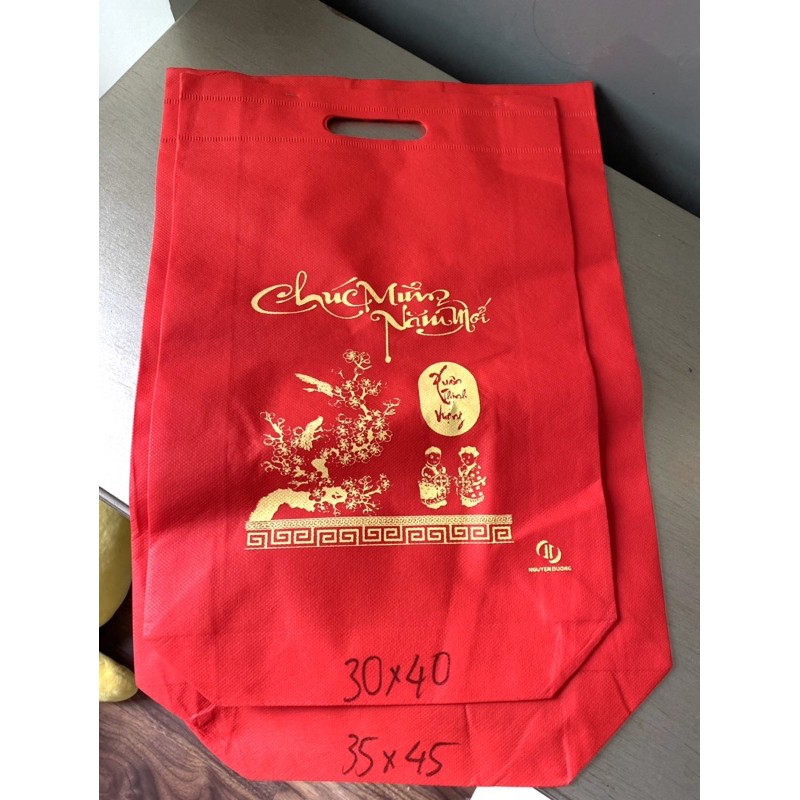 Chúc Mừng
Năm Mới
Xuân
Thịnh
Vượng
NGUYEN DUONG
30x40
35x45